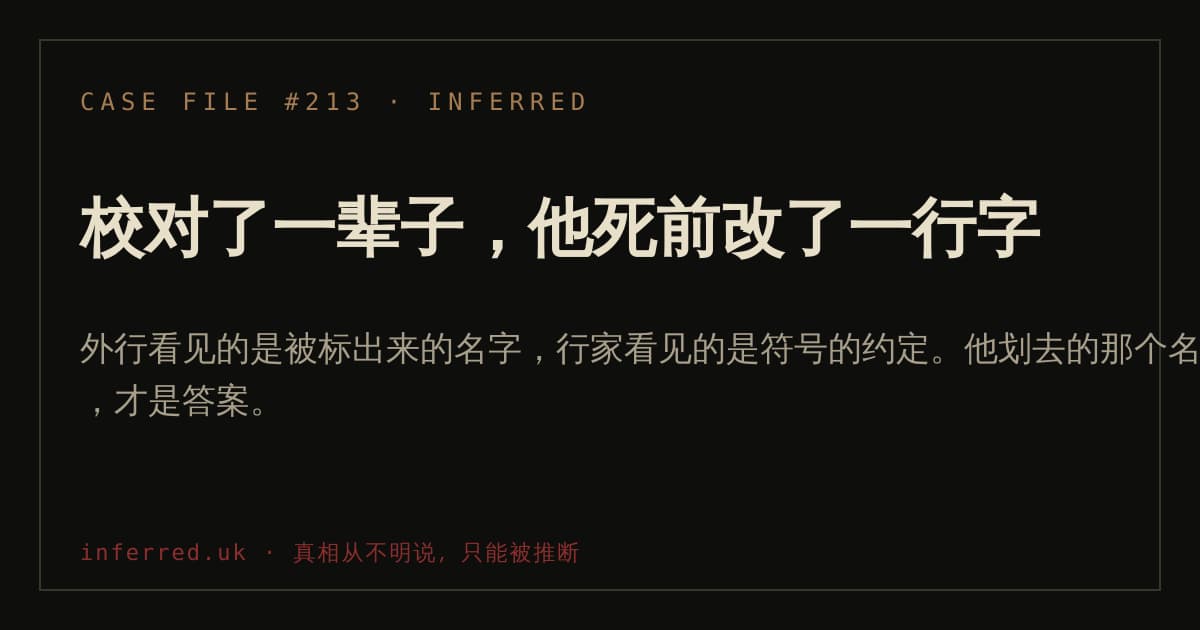 CASE FILE #213 · INFERRED
校对了一辈子，他死前改了一行字
外行看见的是被标出来的名字，行家看见的是符号的约定。他划去的那个名
，才是答案。
inferred.uk · 真相从不明说，只能被推断